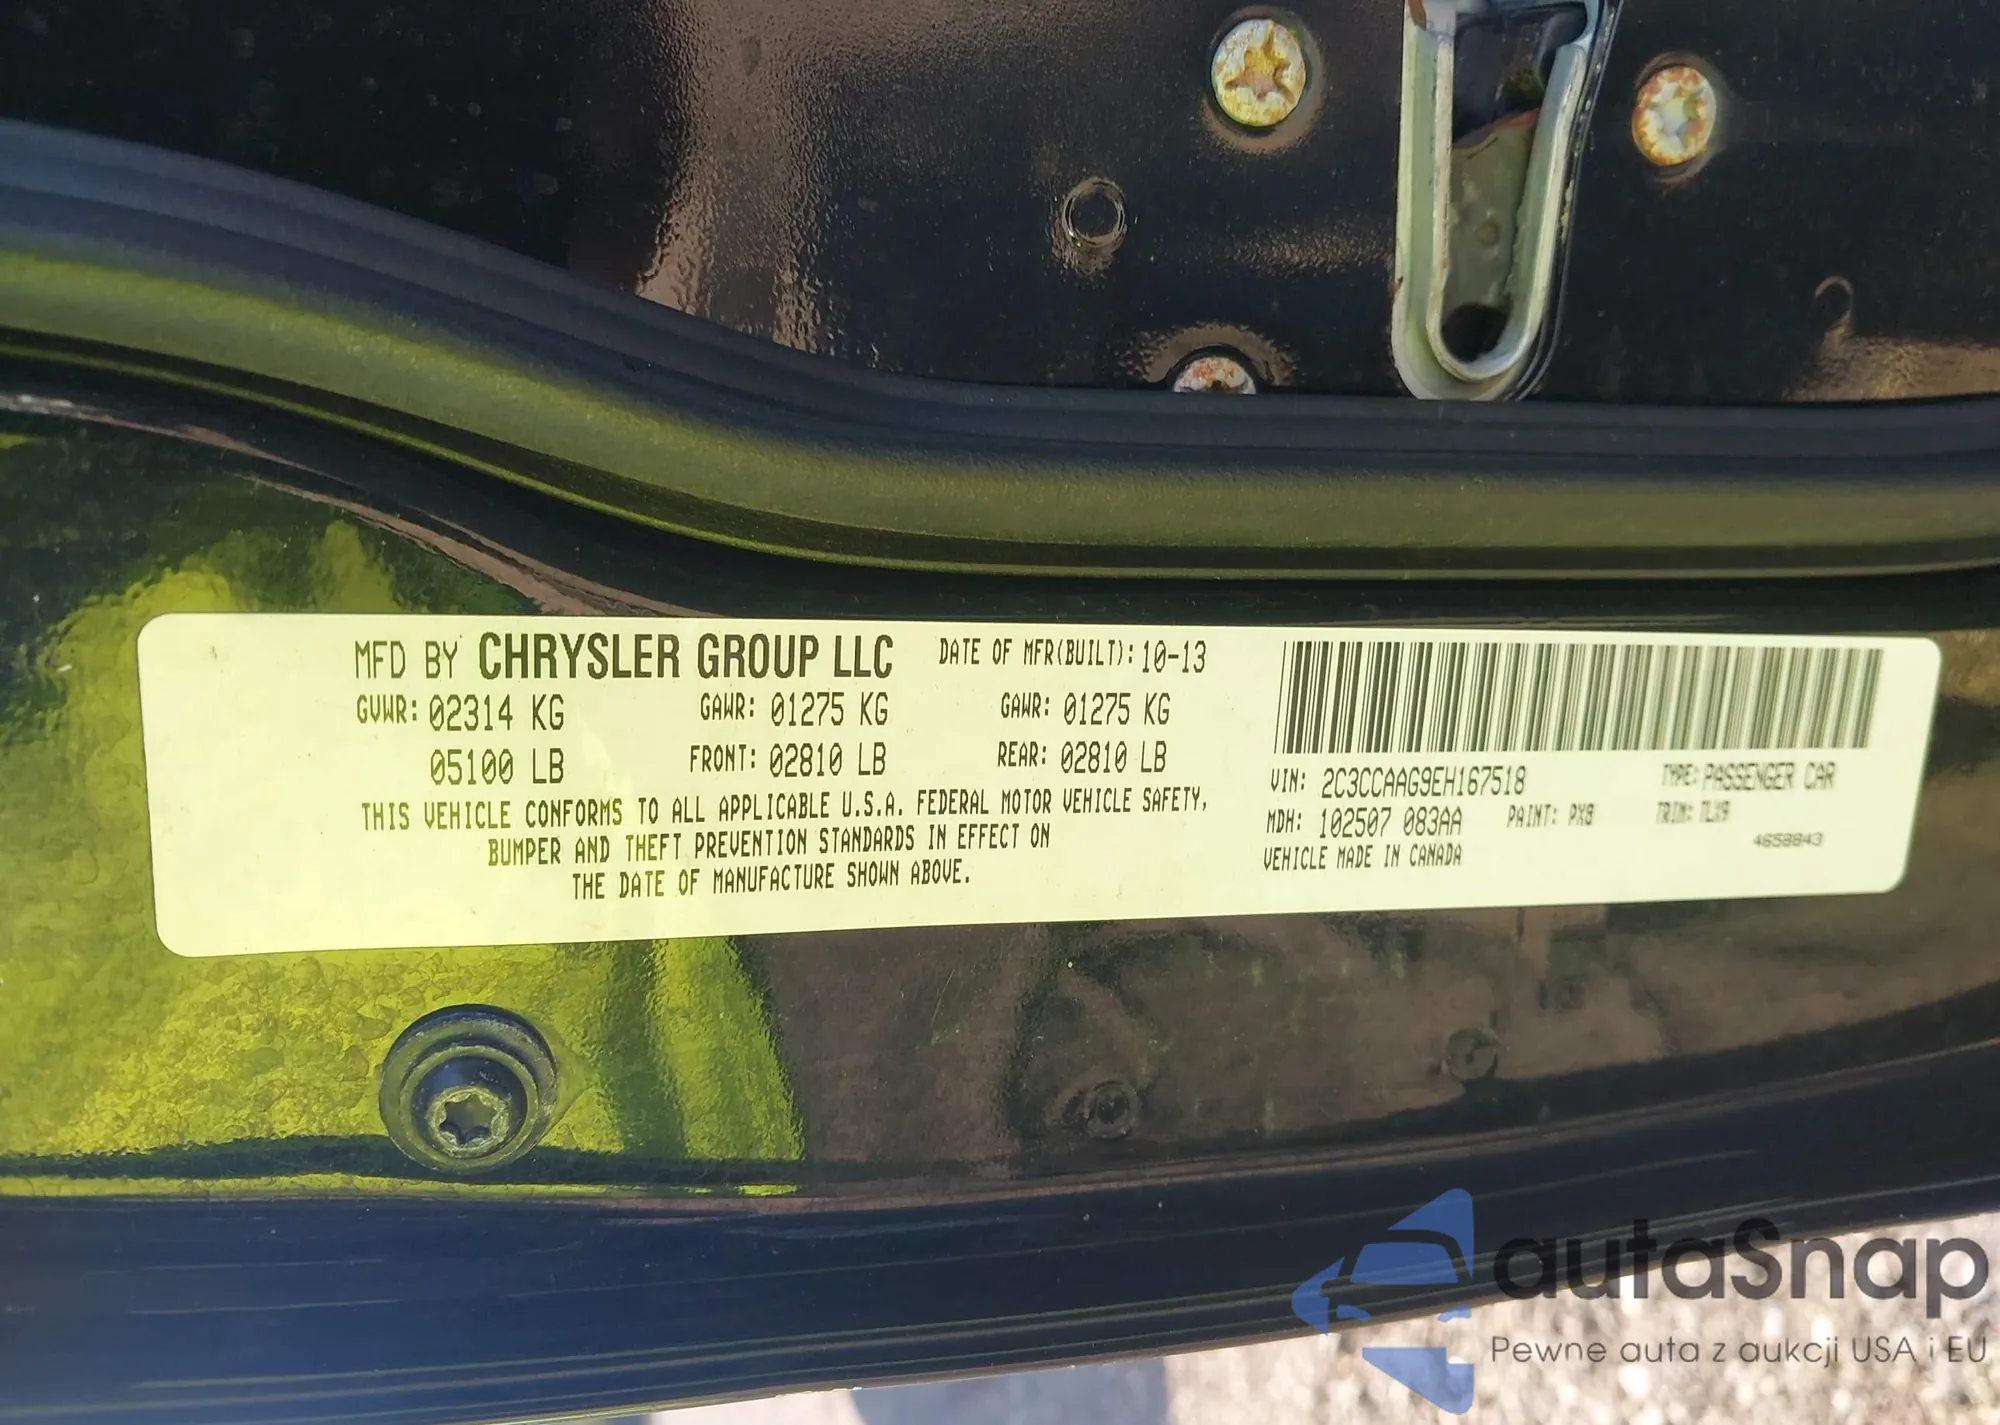 MFD BY CHRYSLER GROUP LLC DATE OF MFR(BUILT): 10-13
GVWR: 02314 KG GAWR: 01275 KG GAWR: 01275 KG
05100 LB FRONT: 02810 LB REAR: 02810 LB
THIS VEHICLE CONFORMS TO ALL APPLICABLE U.S.A. FEDERAL MOTOR VEHICLE SAFETY,
BUMPER AND THEFT PREVENTION STANDARDS IN EFFECT ON
THE DATE OF MANUFACTURE SHOWN ABOVE.
VIN: 2C3CCAAG9EH167518 TYPE: PASSENGER CAR
MDH: 102507 083AA PAINT: PX8 TRIM: MLX9
VEHICLE MADE IN CANADA 4658843
autaSnap
Pewne auta z aukcji USA i EU